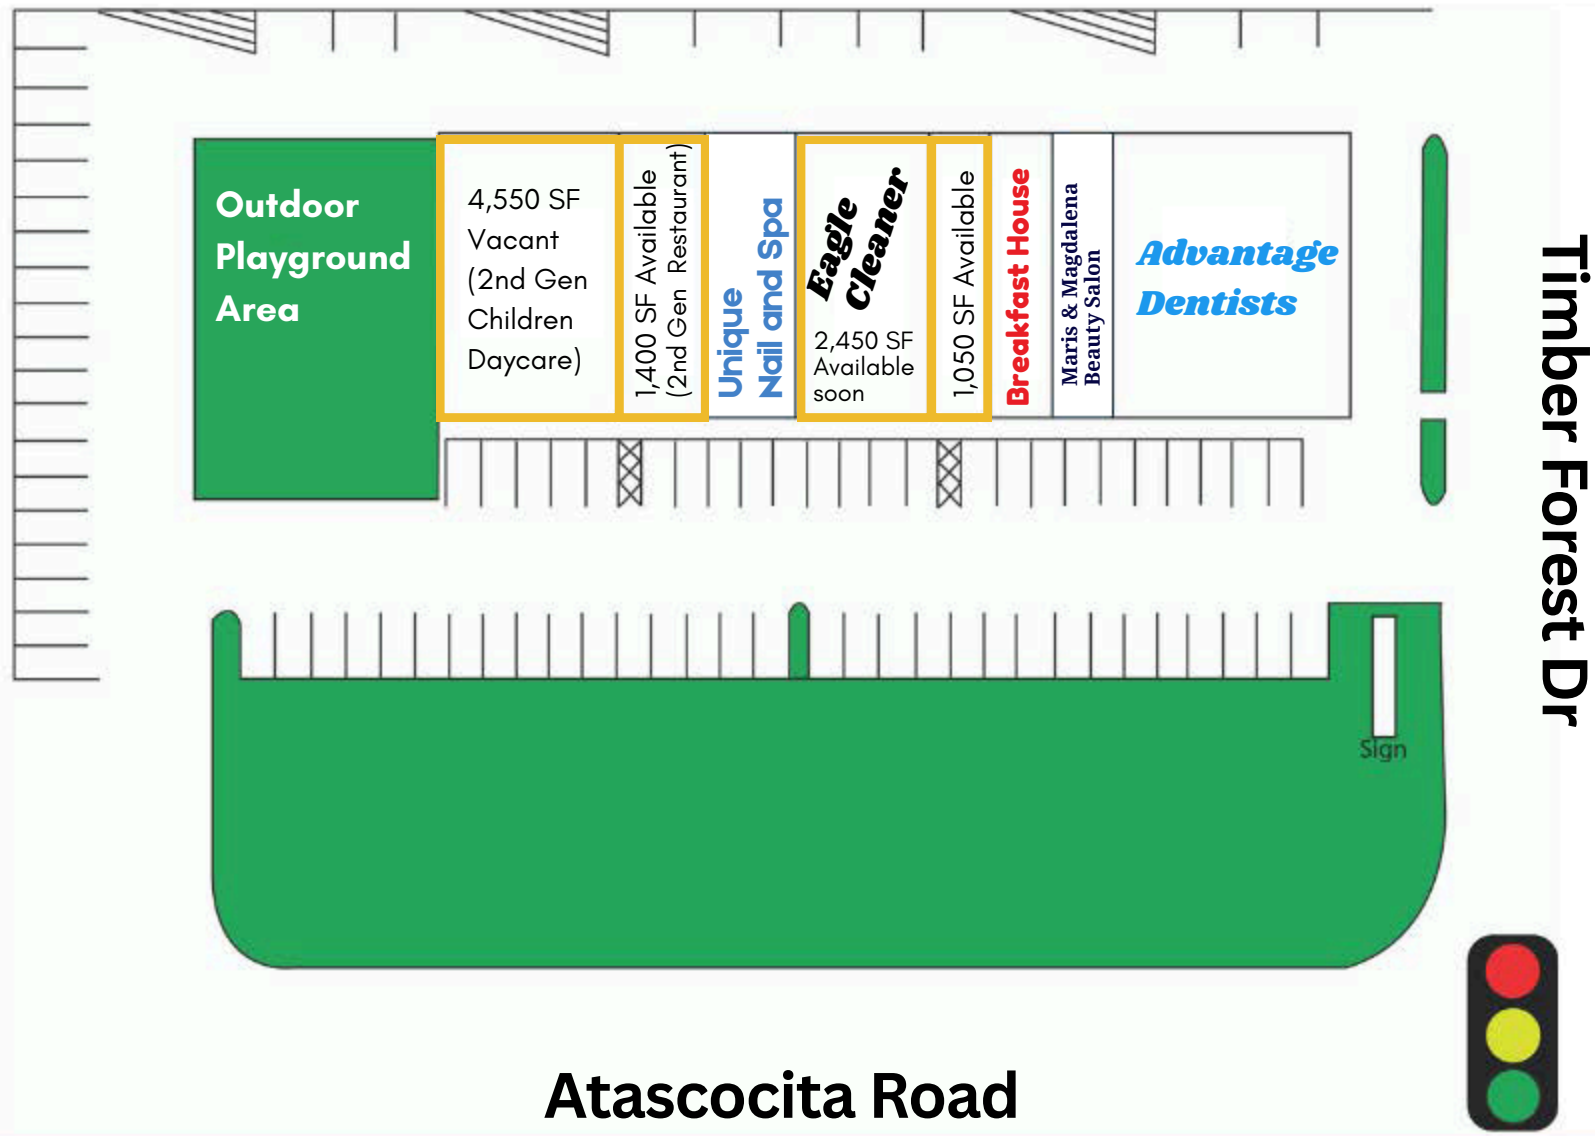 Outdoor
Playground
Area
4,550 SF
Vacant
(2nd Gen
Children
Daycare)
1,400 SF Available
(2nd Gen Restaurant)
Unique
Nail and Spa
Eagle
Cleaner
2,450 SF
Available
soon
1,050 SF Available
Breakfast House
Maris & Magdalena
Beauty Salon
Advantage
Dentists
Timber Forest Dr
Sign
Atascocita Road